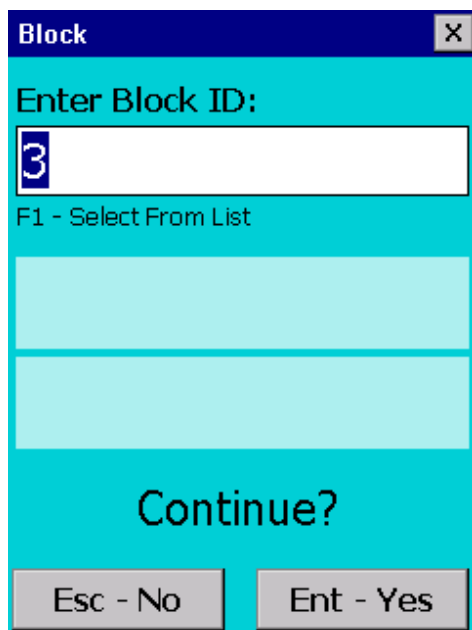 Block
Enter Block ID:
3
F1 - Select From List
Continue?
Esc - No
Ent - Yes